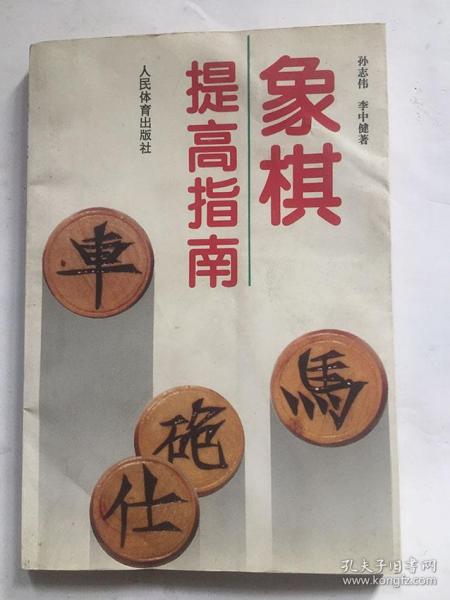 孙志伟 李中健著
象棋
提高指南
人民体育出版社
車
馬
砲
仕
孔夫子旧书网
www.kongfz.com